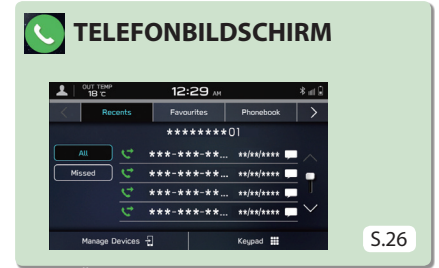 TELEFONBILDSCHIRM
OUT TEMP
18 °C
12:29 AM
Recents Favourites Phonebook
********01
All ***-***-**... **/**/****
Missed ***-***-**... **/**/****
***-***-**... **/**/****
***-***-**... **/**/****
Manage Devices Keypad
S.26